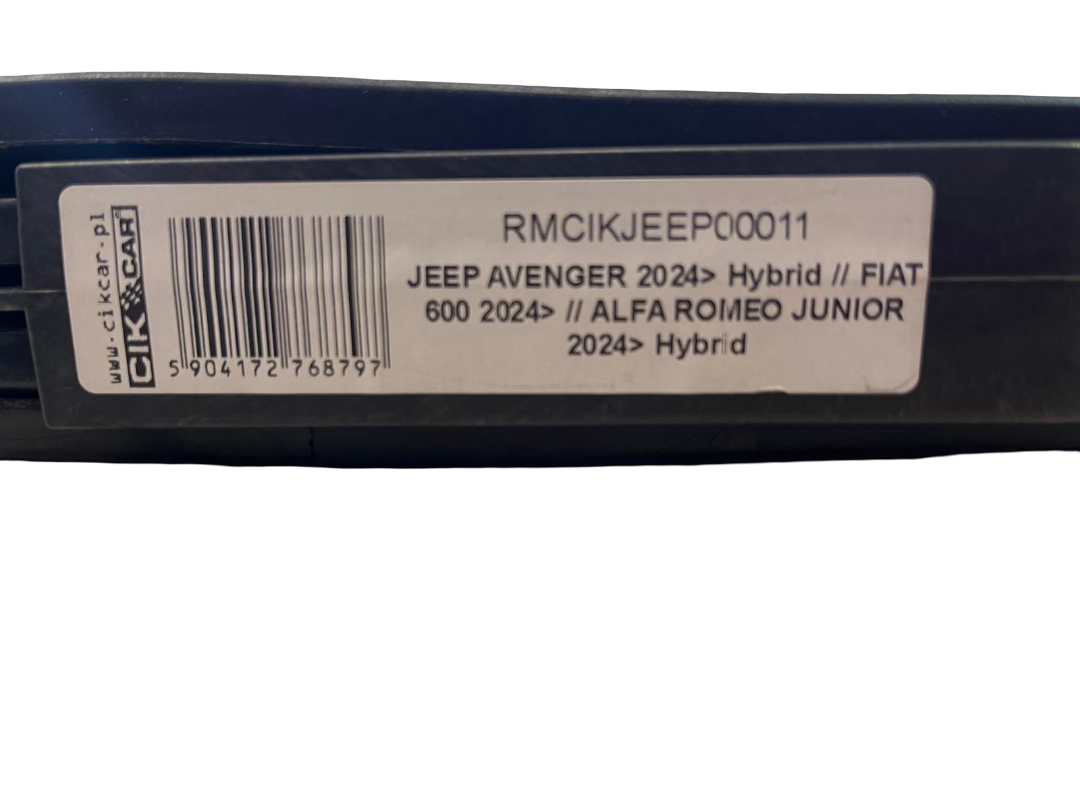 www.cikcar.pl
CIK CAR
5 904172 768797
RMCIKJEEP00011
JEEP AVENGER 2024> Hybrid // FIAT
600 2024> // ALFA ROMEO JUNIOR
2024> Hybrid